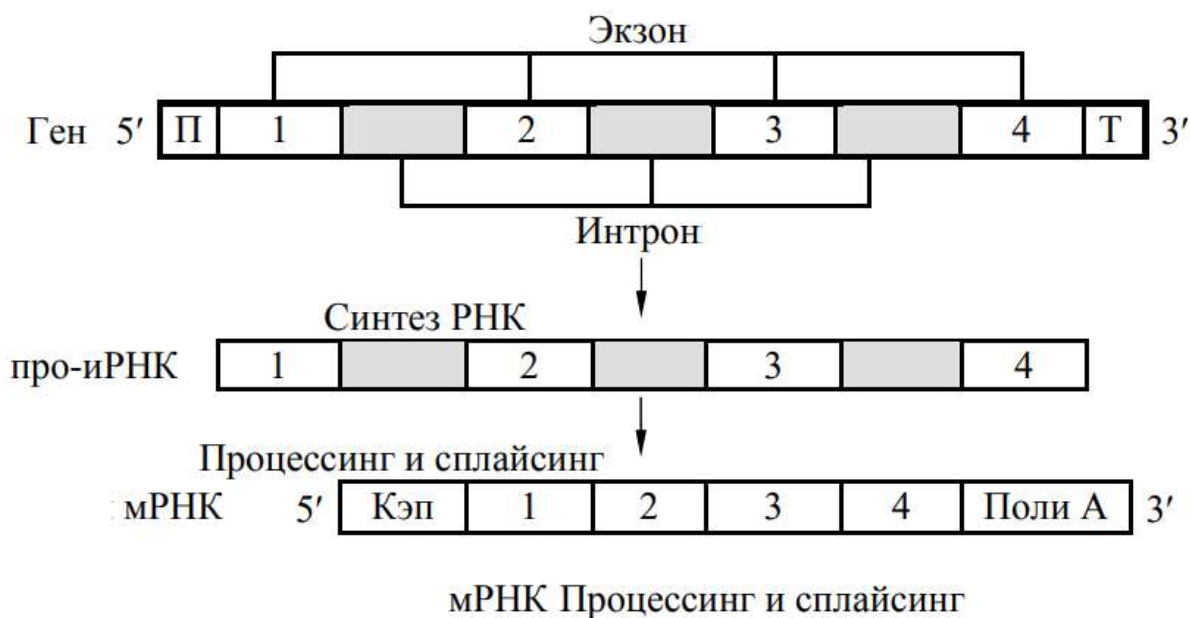 Экзон
Ген 5′ П 1 2 3 4 Т 3′
Интрон
Синтез РНК
про-иРНК 1 2 3 4
Процессинг и сплайсинг
мРНК 5′ Кэп 1 2 3 4 Поли А 3′
мРНК Процессинг и сплайсинг